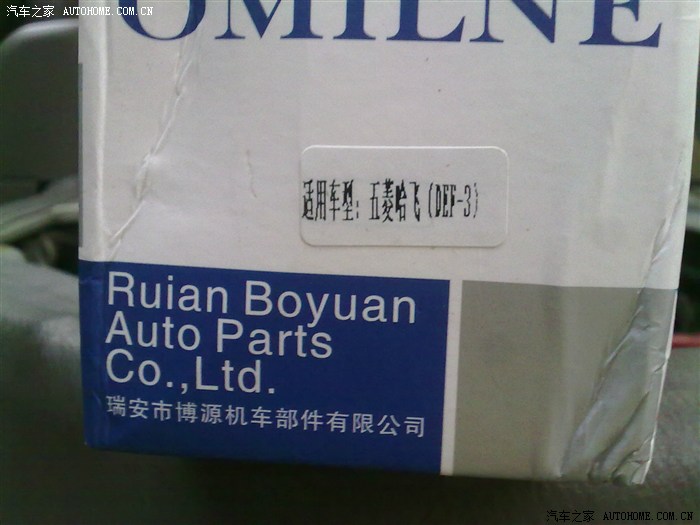 汽车之家 AUTOHOME.COM.CN
OMILNE
适用车型：五菱哈飞(DEF-3)
Ruian Boyuan
Auto Parts
Co.,Ltd.
瑞安市博源机车部件有限公司
汽车之家 AUTOHOME.COM.CN